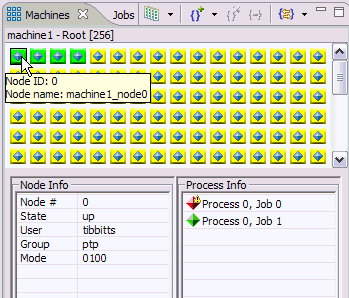 Machines Jobs
machine1 - Root [256]
Node ID: 0
Node name: machine1_node0
Node Info
Node # 0
State up
User tibbitts
Group ptp
Mode 0100
Process Info
Process 0, Job 0
Process 0, Job 1